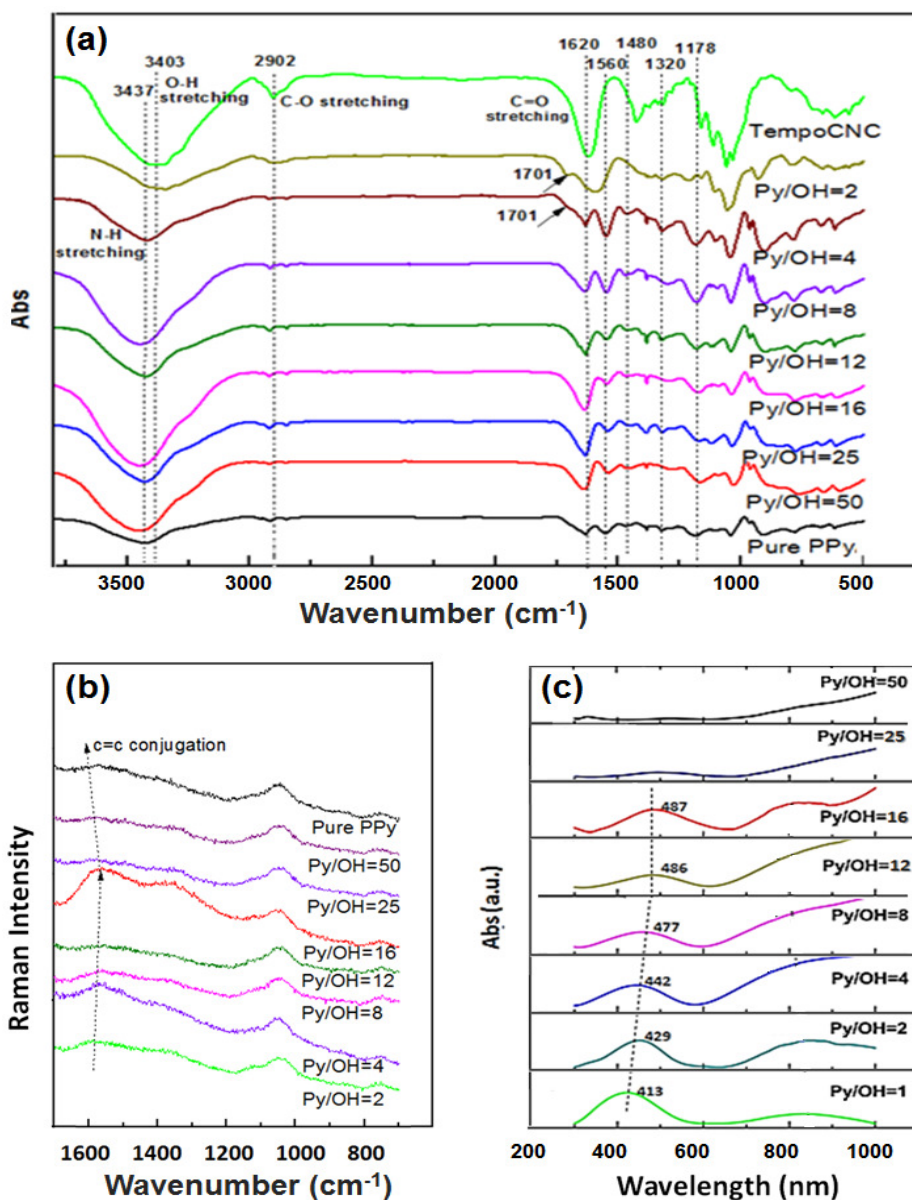 (a)
3403
3437
O-H
stretching
2902
C-O stretching
1620
1480
1178
1560
1320
C=O
stretching
TempoCNC
1701
Py/OH=2
1701
N-H
stretching
Py/OH=4
Py/OH=8
Py/OH=12
Py/OH=16
Py/OH=25
Py/OH=50
Pure PPy.
Abs
3500 3000 2500 2000 1500 1000 500
Wavenumber (cm-1)
(b)
c=c conjugation
Pure PPy
Py/OH=50
Py/OH=25
Py/OH=16
Py/OH=12
Py/OH=8
Py/OH=4
Py/OH=2
Raman Intensity
1600 1400 1200 1000 800
Wavenumber (cm-1)
(c)
Py/OH=50
Py/OH=25
487
Py/OH=16
486
Py/OH=12
477
Py/OH=8
442
Py/OH=4
429
Py/OH=2
413
Py/OH=1
Abs (a.u.)
200 400 600 800 1000
Wavelength (nm)